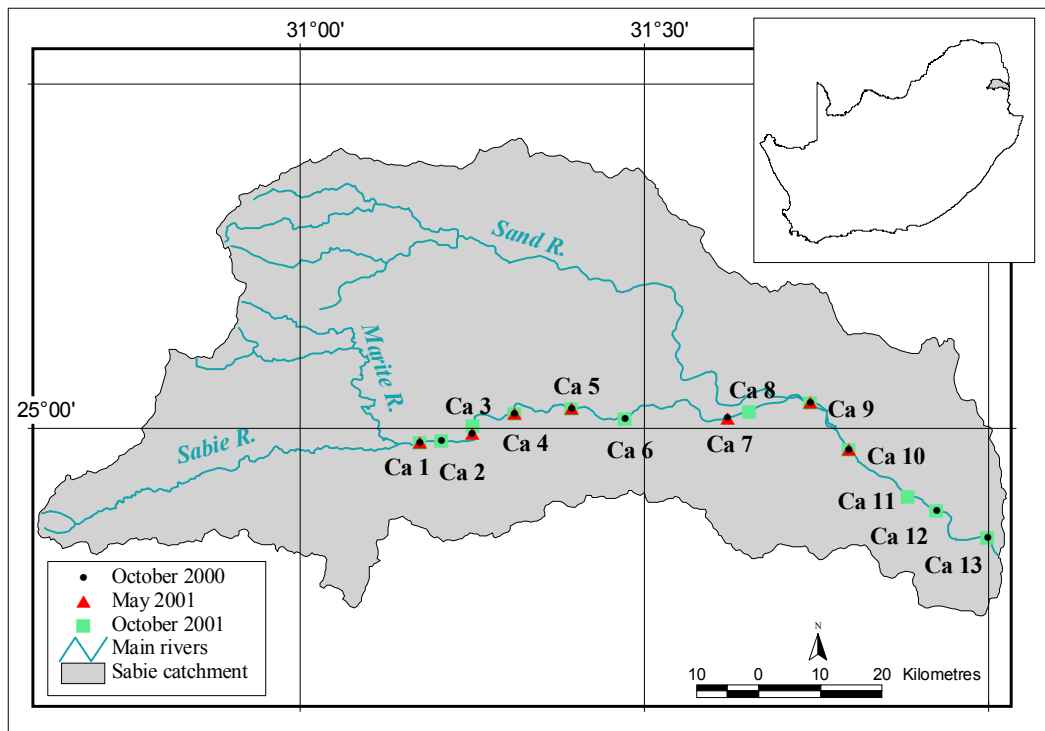 31°00'
31°30'
Sand R.
Marite R.
Ca 5
Ca 8
Ca 3
Ca 9
25°00'
Sabie R.
Ca 4
Ca 6
Ca 7
Ca 1
Ca 2
Ca 10
Ca 11
Ca 12
Ca 13
October 2000
May 2001
October 2001
Main rivers
Sabie catchment
N
10 0 10 20 Kilometres